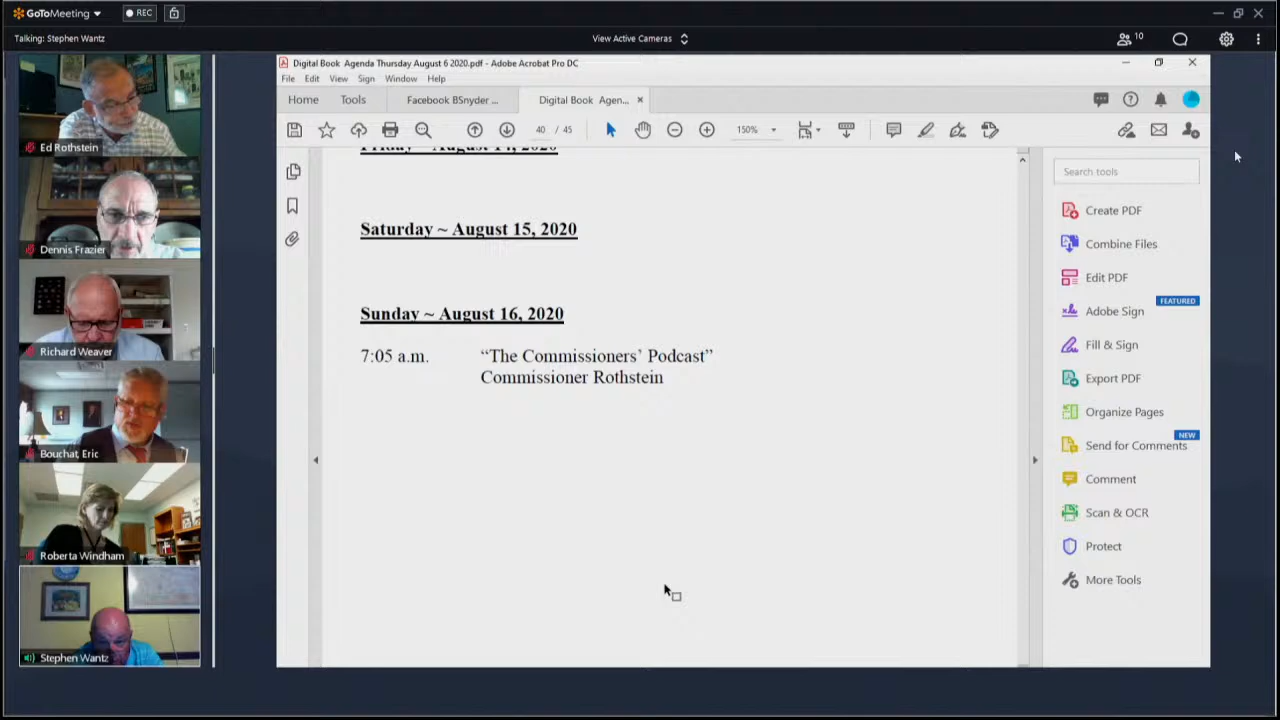 GoToMeeting
REC
Talking: Stephen Wantz
View Active Cameras
10
Ed Rothstein
Dennis Frazier
Richard Weaver
Bouchat, Eric
Roberta Windham
Stephen Wantz
Digital Book Agenda Thursday August 6 2020.pdf - Adobe Acrobat Pro DC
File Edit View Sign Window Help
Home Tools Facebook BSnyder ... Digital Book Agen... ×
40 / 45 150%
Friday ~ August 14, 2020
Saturday ~ August 15, 2020
Sunday ~ August 16, 2020
7:05 a.m. “The Commissioners’ Podcast”
Commissioner Rothstein
Search tools
Create PDF
Combine Files
Edit PDF
FEATURED
Adobe Sign
Fill & Sign
Export PDF
Organize Pages
NEW
Send for Comments
Comment
Scan & OCR
Protect
More Tools